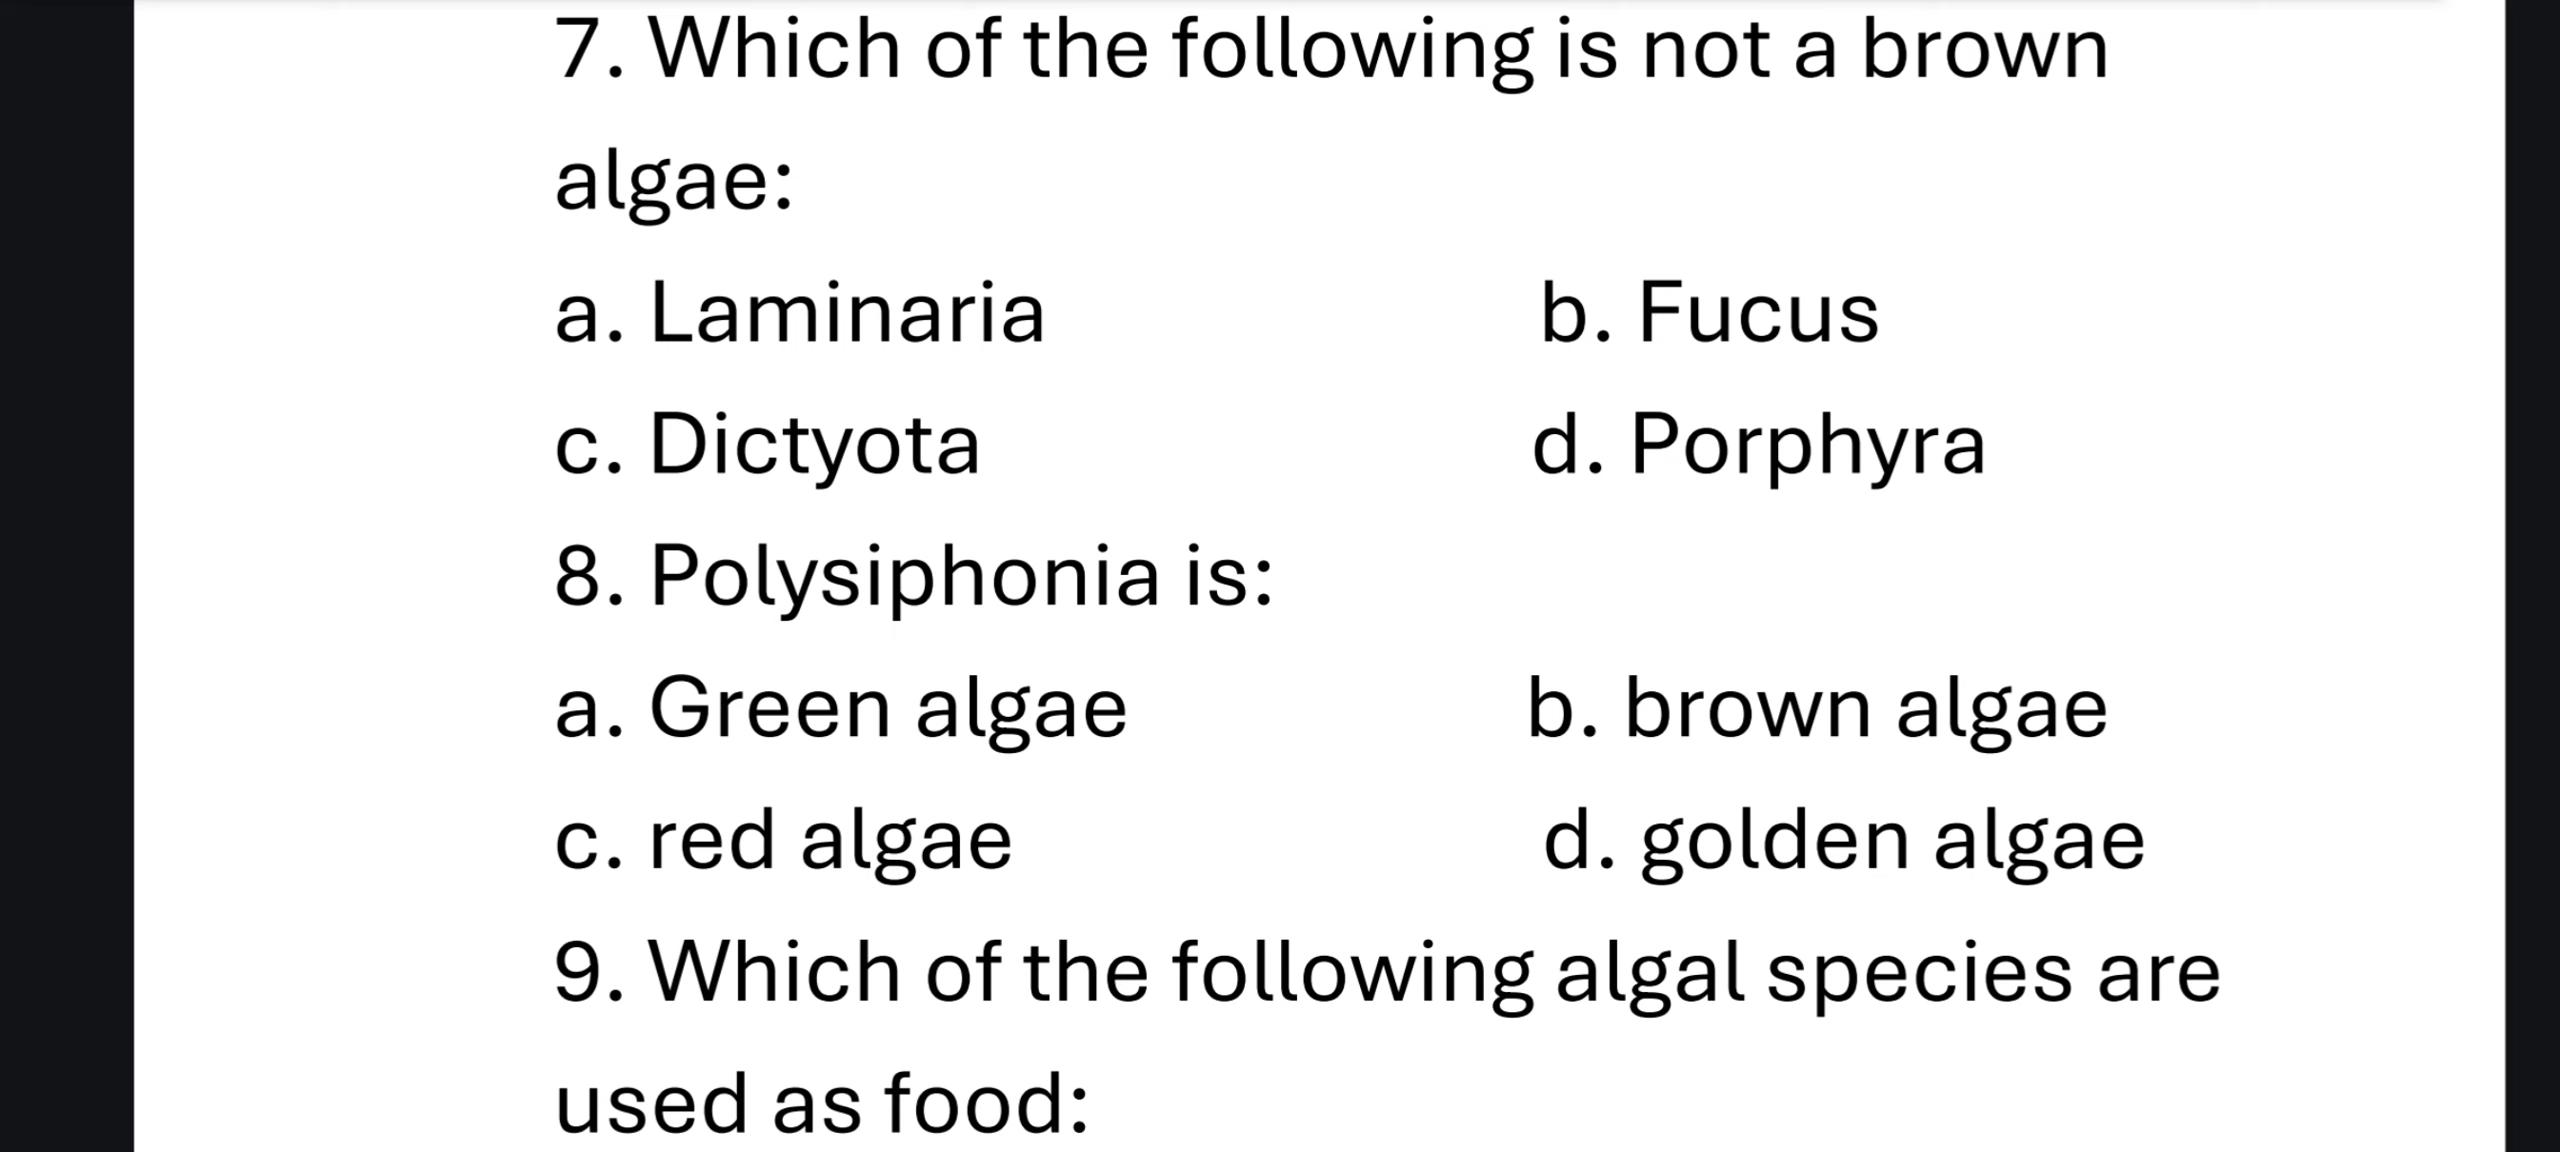 7. Which of the following is not a brown
algae:
a. Laminaria b. Fucus
c. Dictyota d. Porphyra
8. Polysiphonia is:
a. Green algae b. brown algae
c. red algae d. golden algae
9. Which of the following algal species are
used as food: